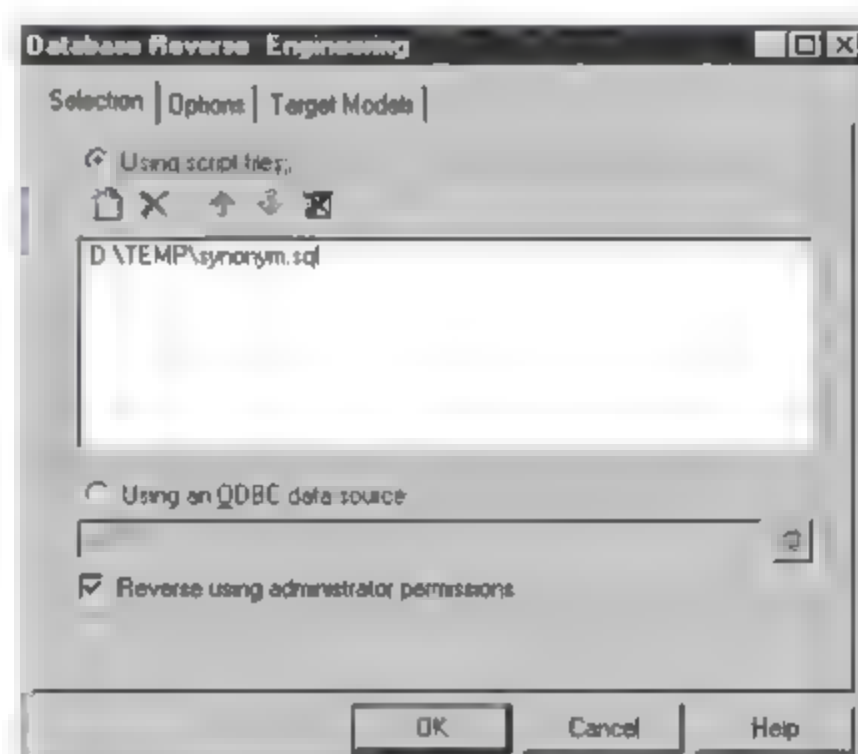 Database Reverse Engineering
Selection Options Target Models
Using script files:
D:\TEMP\synonym.sql
Using an ODBC data source
Reverse using administrator permissions
OK Cancel Help